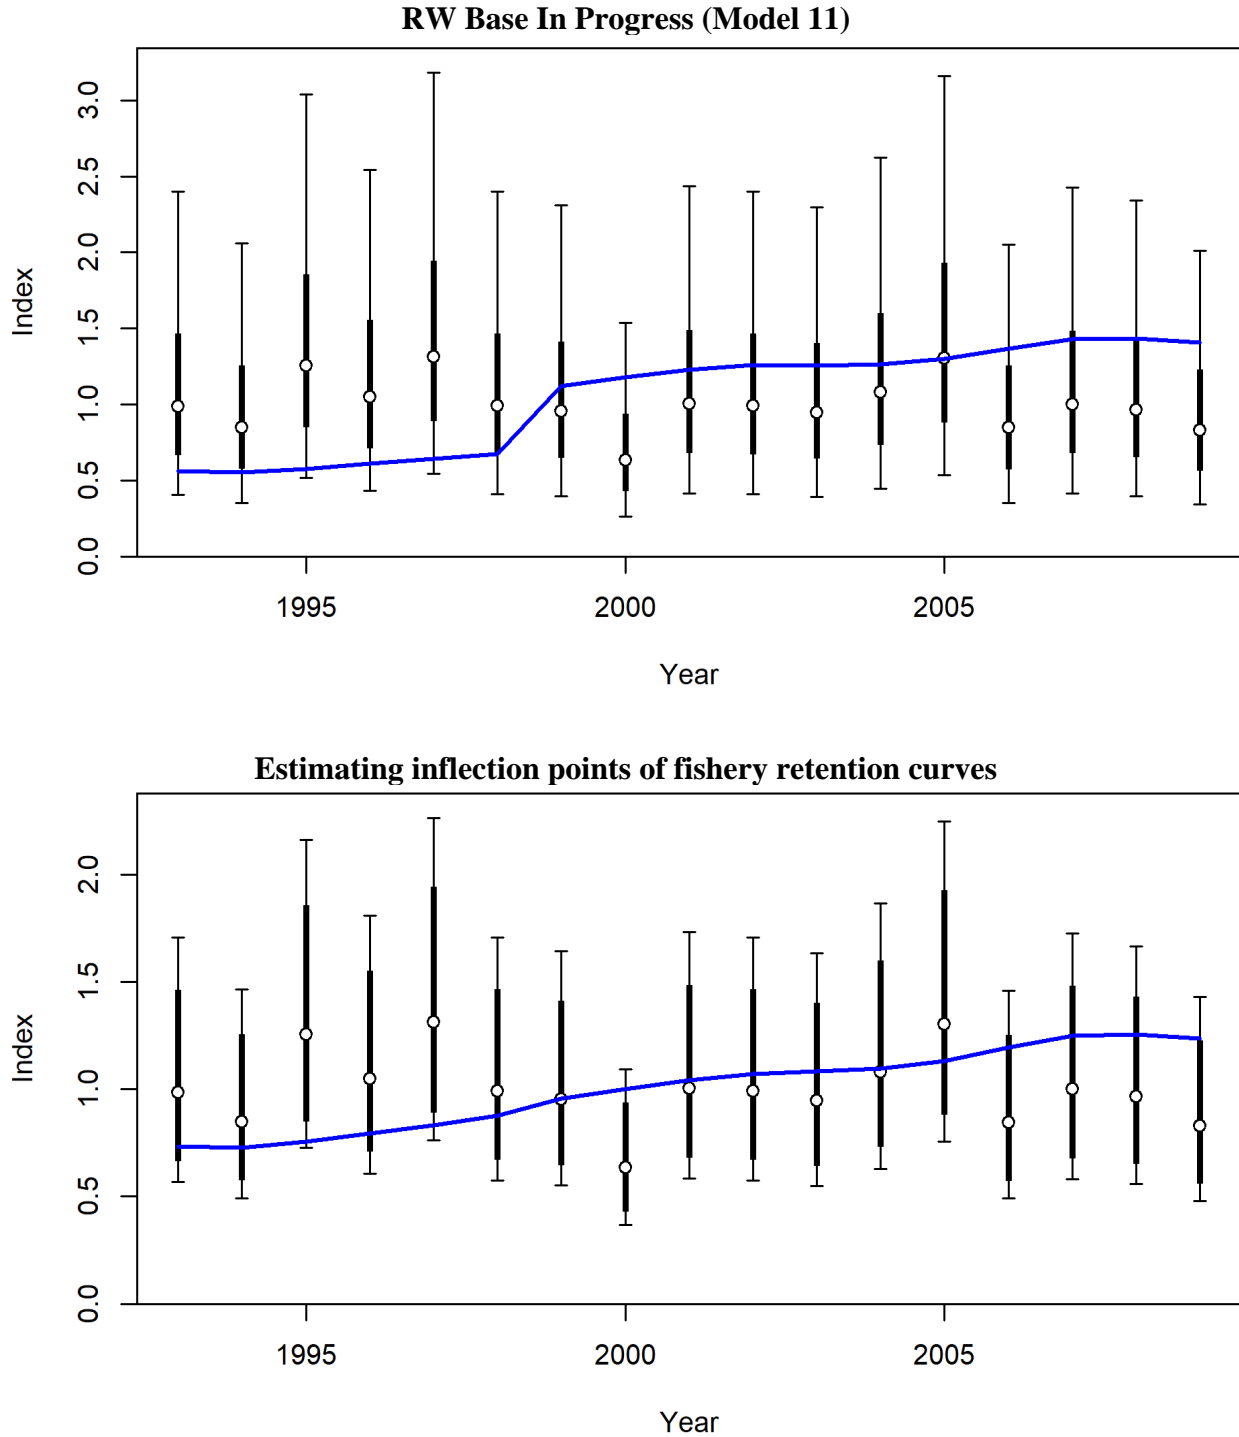 RW Base In Progress (Model 11)
3.0
2.5
2.0
1.5
1.0
0.5
0.0
Index
1995 2000 2005
Year
Estimating inflection points of fishery retention curves
2.0
1.5
1.0
0.5
0.0
Index
1995 2000 2005
Year